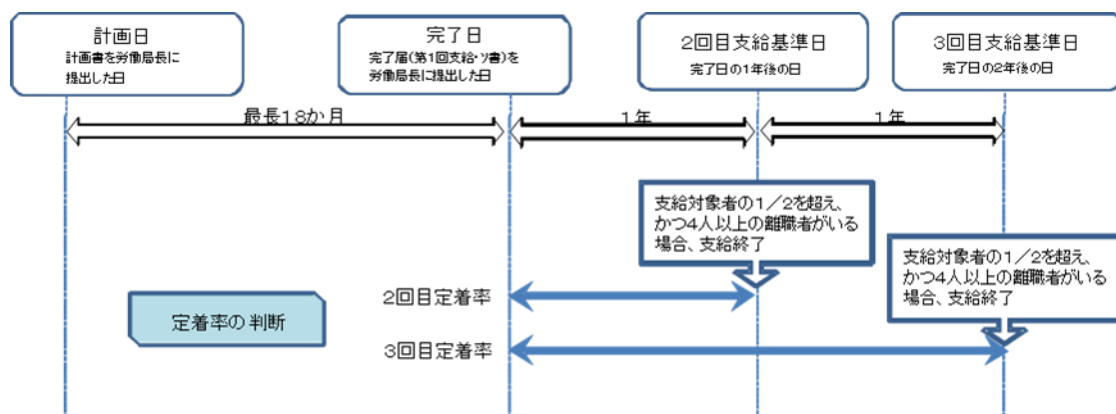 計画日
計画書を労働局長に
提出した日
完了日
完了届(第1回支給・ソ書)を
労働局長に提出した日
2回目支給基準日
完了日の1年後の日
3回目支給基準日
完了日の2年後の日
最長18か月
1年
1年
支給対象者の1/2を超え、
かつ4人以上の離職者がいる
場合、支給終了
支給対象者の1/2を超え、
かつ4人以上の離職者がいる
場合、支給終了
2回目定着率
定着率の判断
3回目定着率